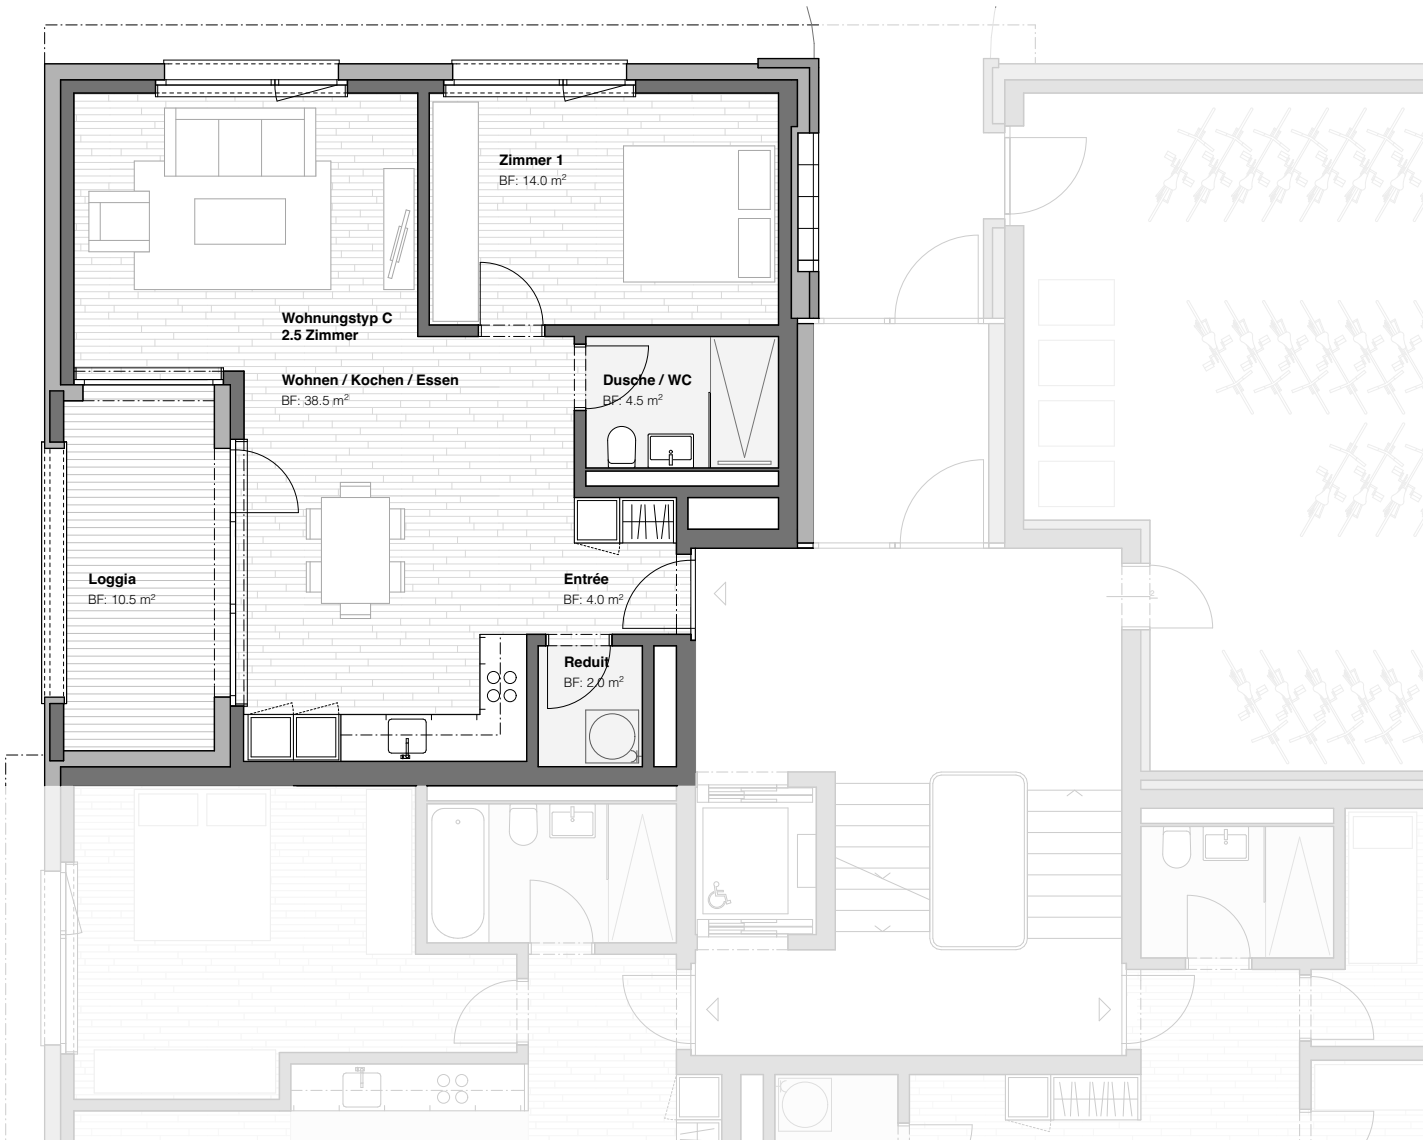 Zimmer 1
BF: 14.0 m²
Wohnungstyp C
2.5 Zimmer
Wohnen / Kochen / Essen
BF: 38.5 m²
Dusche / WC
BF: 4.5 m²
Loggia
BF: 10.5 m²
Entrée
BF: 4.0 m²
Reduit
BF: 2.0 m²